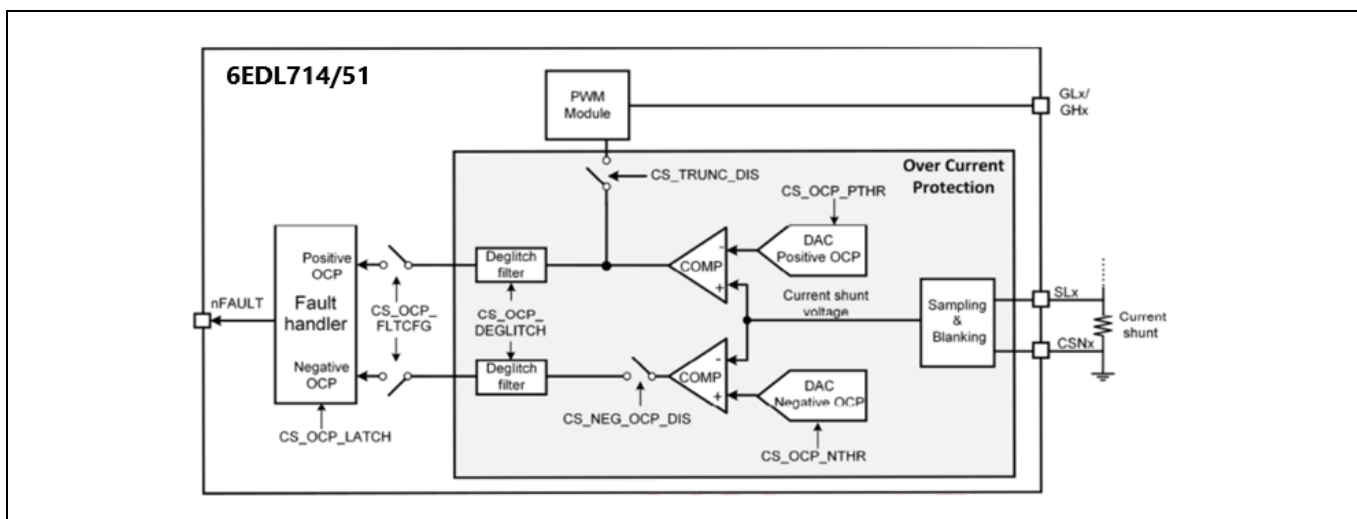 6EDL714/51
PWM
Module
GLx/
GHx
Over Current
Protection
CS_TRUNC_DIS
CS_OCP_PTHR
DAC
Positive OCP
Positive
OCP
Deglitch
filter
-
COMP
+
Current shunt
voltage
Sampling
&
Blanking
SLx
Current
shunt
CSNx
nFAULT
Fault
handler
CS_OCP_
FLTCFG
CS_OCP_
DEGLITCH
Negative
OCP
Deglitch
filter
-
COMP
+
DAC
Negative OCP
CS_NEG_OCP_DIS
CS_OCP_LATCH
CS_OCP_NTHR